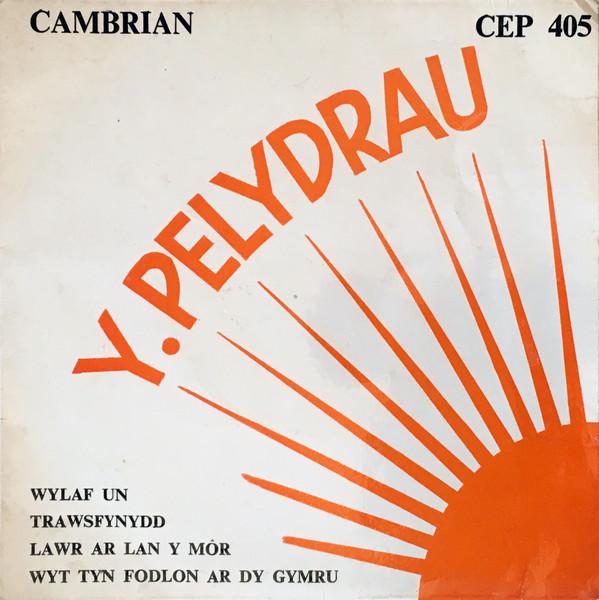 CAMBRIAN
CEP 405
Y. PELYDRAU
WYLAF UN
TRAWSFYNYDD
LAWR AR LAN Y MÔR
WYT TYN FODLON AR DY GYMRU